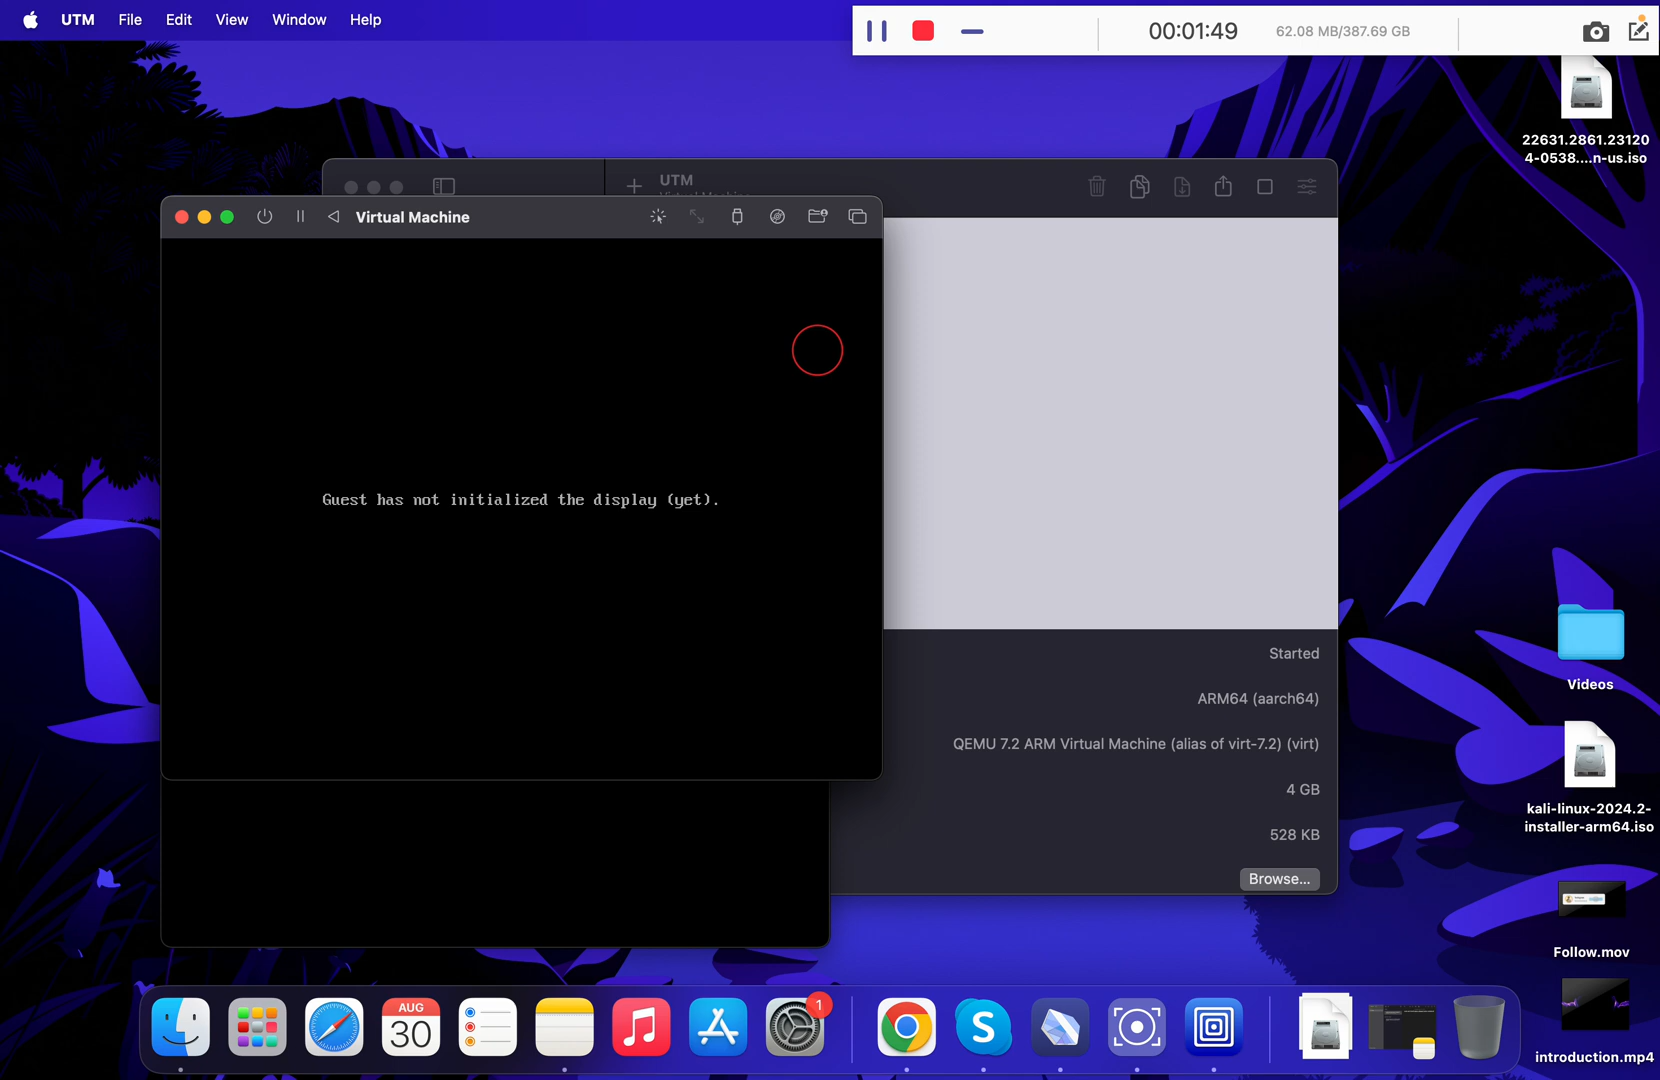 UTM File Edit View Window Help
00:01:49 62.08 MB/387.69 GB
22631.2861.23120
4-0538....n-us.iso
UTM
Virtual Machine
Virtual Machine
Guest has not initialized the display (yet).
Started
ARM64 (aarch64)
QEMU 7.2 ARM Virtual Machine (alias of virt-7.2) (virt)
4 GB
528 KB
Browse...
Videos
kali-linux-2024.2-
installer-arm64.iso
Follow.mov
introduction.mp4
AUG
30
1
S